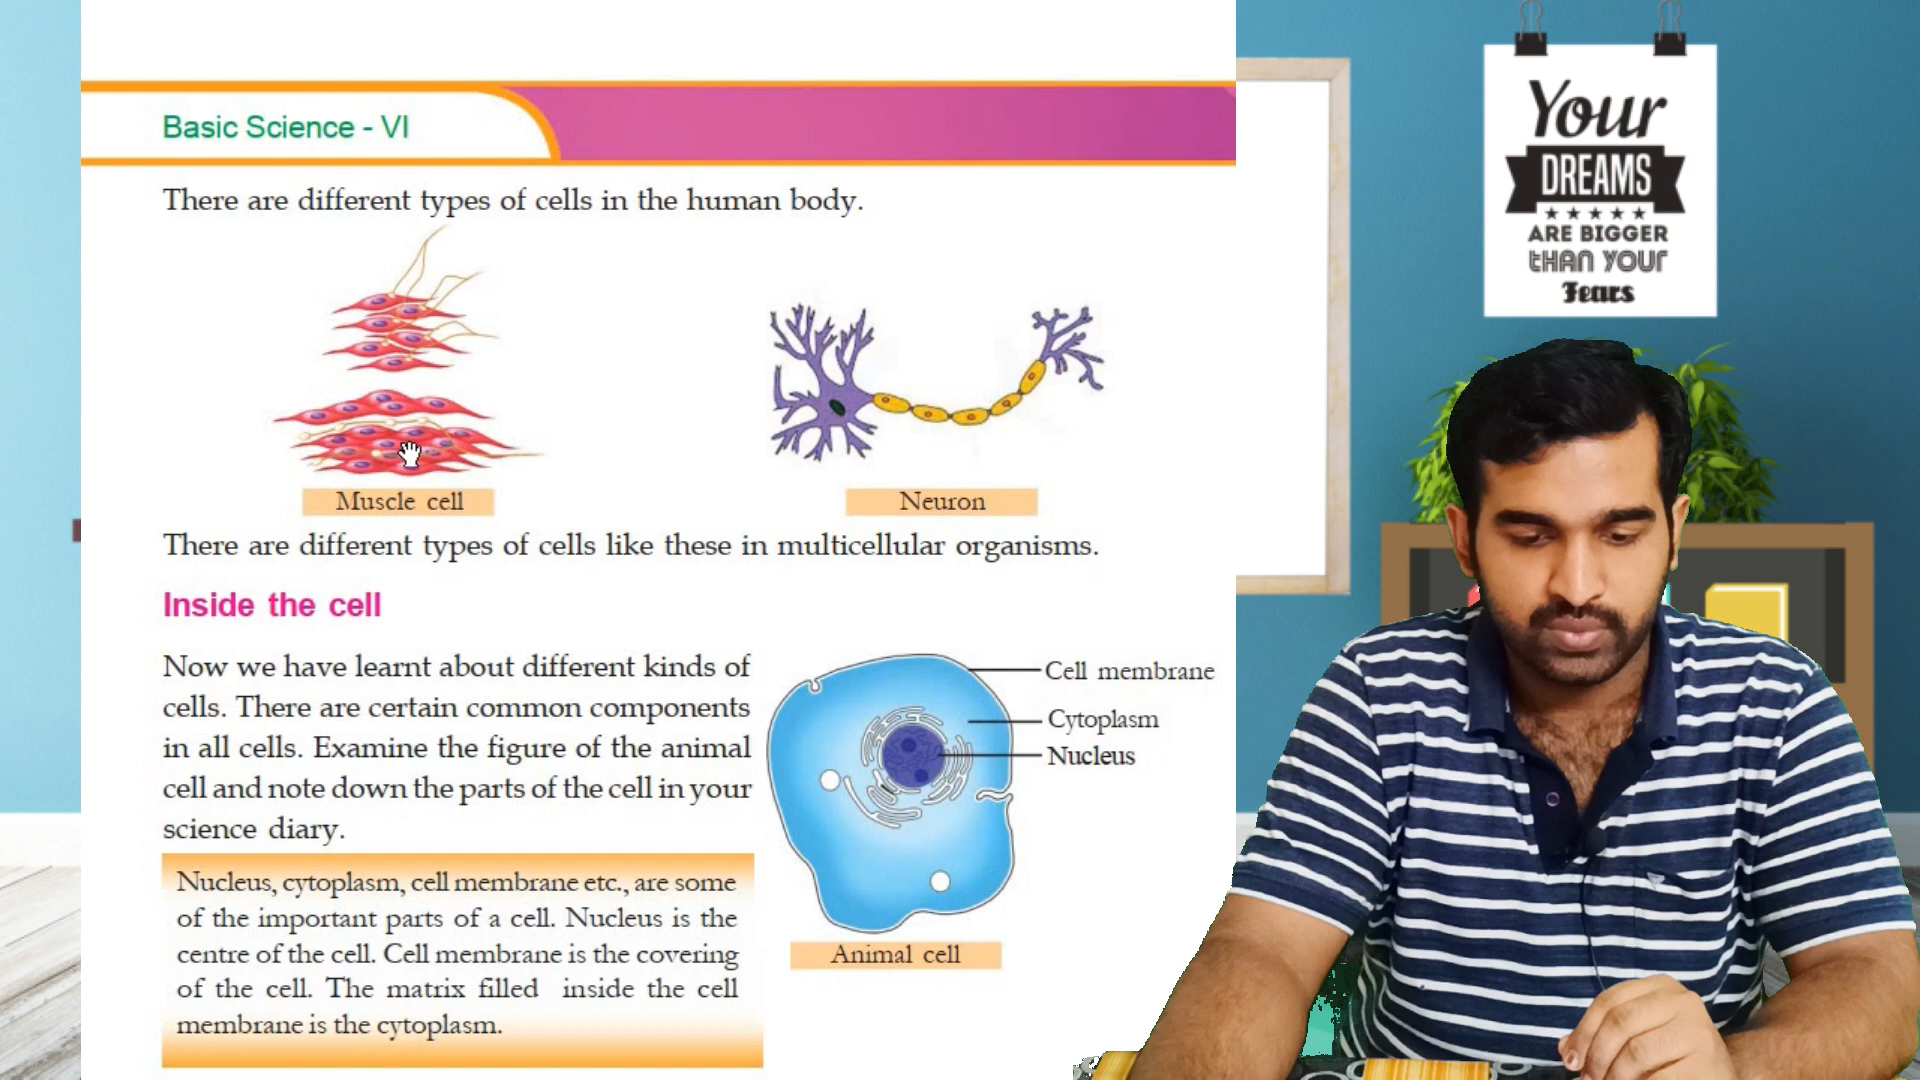 Basic Science - VI
There are different types of cells in the human body.
Muscle cell
Neuron
There are different types of cells like these in multicellular organisms.
Inside the cell
Now we have learnt about different kinds of
cells. There are certain common components
in all cells. Examine the figure of the animal
cell and note down the parts of the cell in your
science diary.
Cell membrane
Cytoplasm
Nucleus
Animal cell
Nucleus, cytoplasm, cell membrane etc., are some
of the important parts of a cell. Nucleus is the
centre of the cell. Cell membrane is the covering
of the cell. The matrix filled inside the cell
membrane is the cytoplasm.
Your
DREAMS
ARE BIGGER
THAN YOUR
Fears